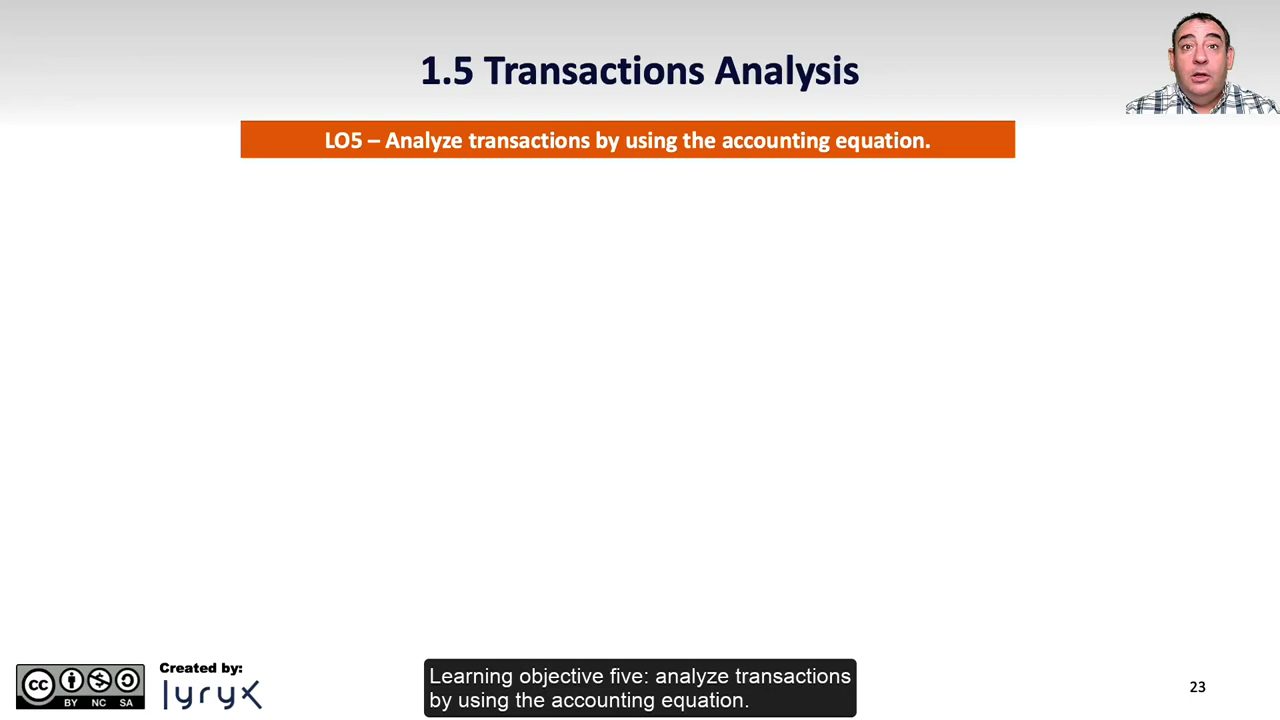 1.5 Transactions Analysis
LO5 – Analyze transactions by using the accounting equation.
Created by:
lyryx
cc
BY NC SA
Learning objective five: analyze transactions
by using the accounting equation.
23